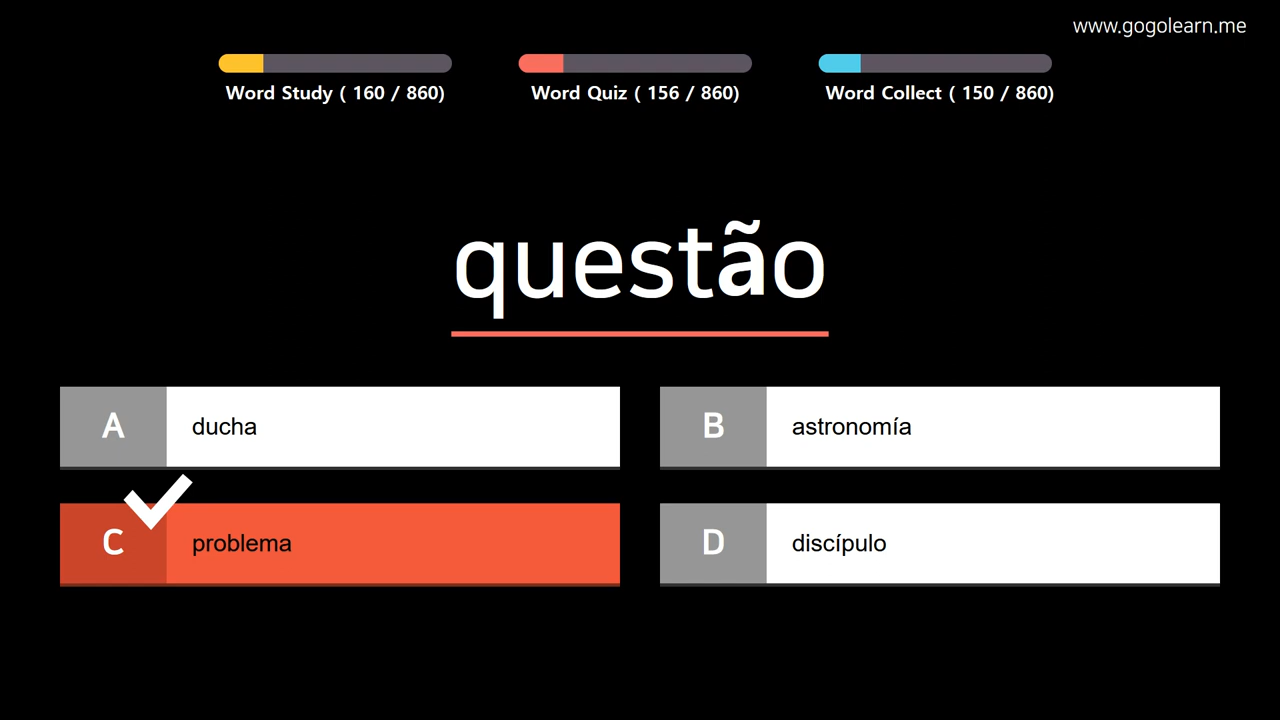 www.gogolearn.me
Word Study ( 160 / 860)
Word Quiz ( 156 / 860)
Word Collect ( 150 / 860)
questão
A
ducha
B
astronomía
C
problema
D
discípulo